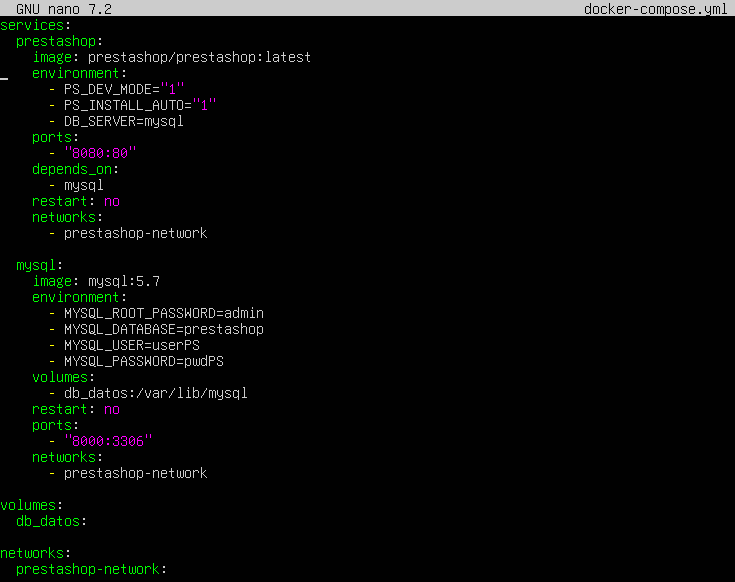 GNU nano 7.2 docker-compose.yml
services:
  prestashop:
    image: prestashop/prestashop:latest
    environment:
      - PS_DEV_MODE="1"
      - PS_INSTALL_AUTO="1"
      - DB_SERVER=mysql
    ports:
      - "8080:80"
    depends_on:
      - mysql
    restart: no
    networks:
      - prestashop-network

  mysql:
    image: mysql:5.7
    environment:
      - MYSQL_ROOT_PASSWORD=admin
      - MYSQL_DATABASE=prestashop
      - MYSQL_USER=userPS
      - MYSQL_PASSWORD=pwdPS
    volumes:
      - db_datos:/var/lib/mysql
    restart: no
    ports:
      - "8000:3306"
    networks:
      - prestashop-network

volumes:
  db_datos:

networks:
  prestashop-network: